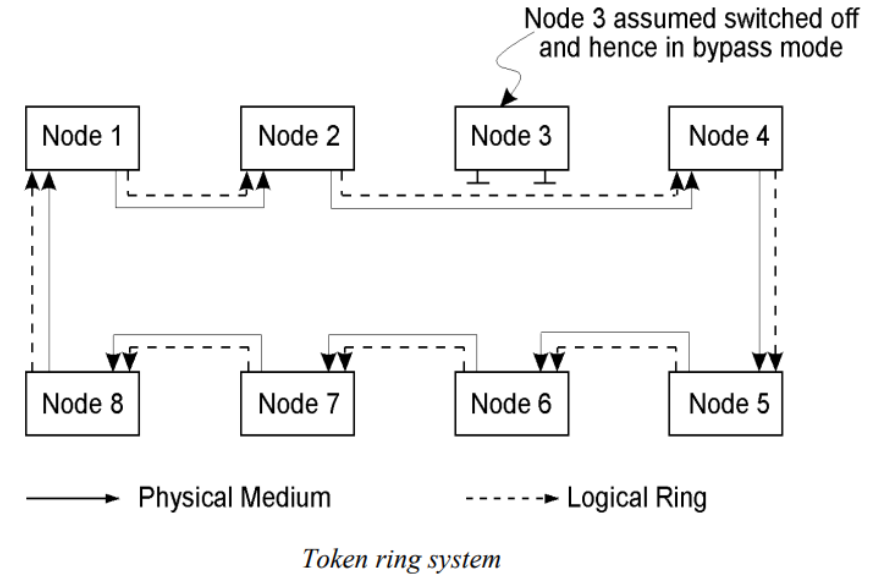 Node 3 assumed switched off
and hence in bypass mode
Node 1
Node 2
Node 3
Node 4
Node 8
Node 7
Node 6
Node 5
Physical Medium
Logical Ring
Token ring system